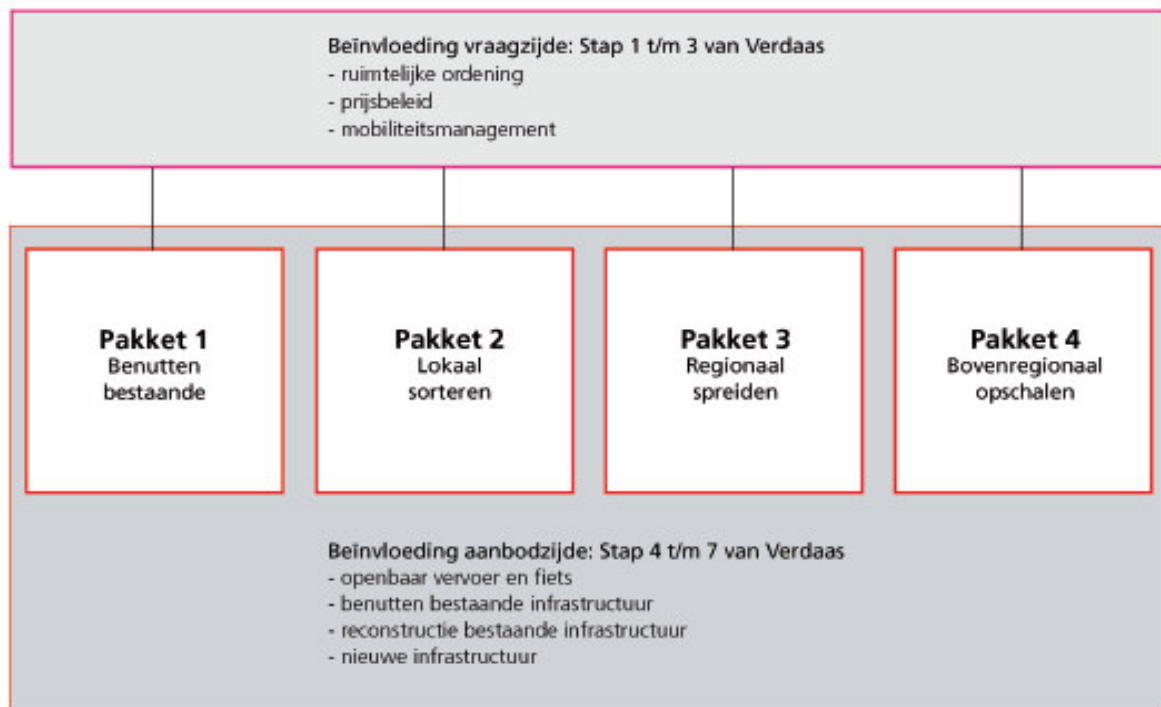 Beïnvloeding vraagzijde: Stap 1 t/m 3 van Verdaas
- ruimtelijke ordening
- prijsbeleid
- mobiliteitsmanagement
Pakket 1
Benutten
bestaande
Pakket 2
Lokaal
sorteren
Pakket 3
Regionaal
spreiden
Pakket 4
Bovenregionaal
opschalen
Beïnvloeding aanbodzijde: Stap 4 t/m 7 van Verdaas
- openbaar vervoer en fiets
- benutten bestaande infrastructuur
- reconstructie bestaande infrastructuur
- nieuwe infrastructuur